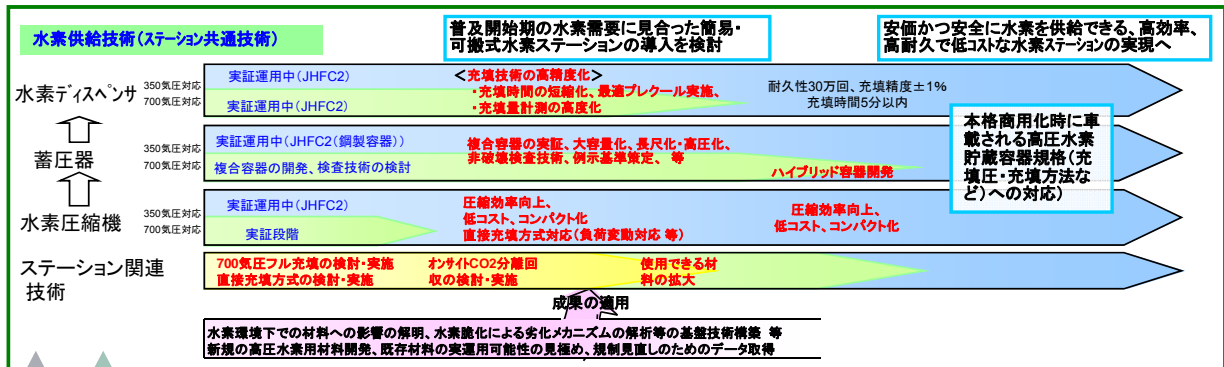 水素供給技術(ステーション共通技術)
普及開始期の水素需要に見合った簡易・
可搬式水素ステーションの導入を検討
安価かつ安全に水素を供給できる、高効率、
高耐久で低コストな水素ステーションの実現へ
水素ディスペンサ
350気圧対応
700気圧対応
実証運用中(JHFC2)
実証運用中(JHFC2)
<充填技術の高精度化>
・充填時間の短縮化、最適プレクール実施、
・充填量計測の高度化
耐久性30万回、充填精度±1%
充填時間5分以内
蓄圧器
350気圧対応
700気圧対応
実証運用中(JHFC2(鋼製容器))
複合容器の開発、検査技術の検討
複合容器の実証、大容量化、長尺化・高圧化、
非破壊検査技術、例示基準策定、 等
ハイブリッド容器開発
本格商用化時に車
載される高圧水素
貯蔵容器規格(充
填圧・充填方法な
ど)への対応)
水素圧縮機
350気圧対応
700気圧対応
実証運用中(JHFC2)
実証段階
圧縮効率向上、
低コスト、コンパクト化
直接充填方式対応(負荷変動対応 等)
圧縮効率向上、
低コスト、コンパクト化
ステーション関連
技術
700気圧フル充填の検討・実施
直接充填方式の検討・実施
オンサイトCO2分離回
収の検討・実施
使用できる材
料の拡大
成果の適用
水素環境下での材料への影響の解明、水素脆化による劣化メカニズムの解析等の基盤技術構築 等
新規の高圧水素用材料開発、既存材料の実運用可能性の見極め、規制見直しのためのデータ取得